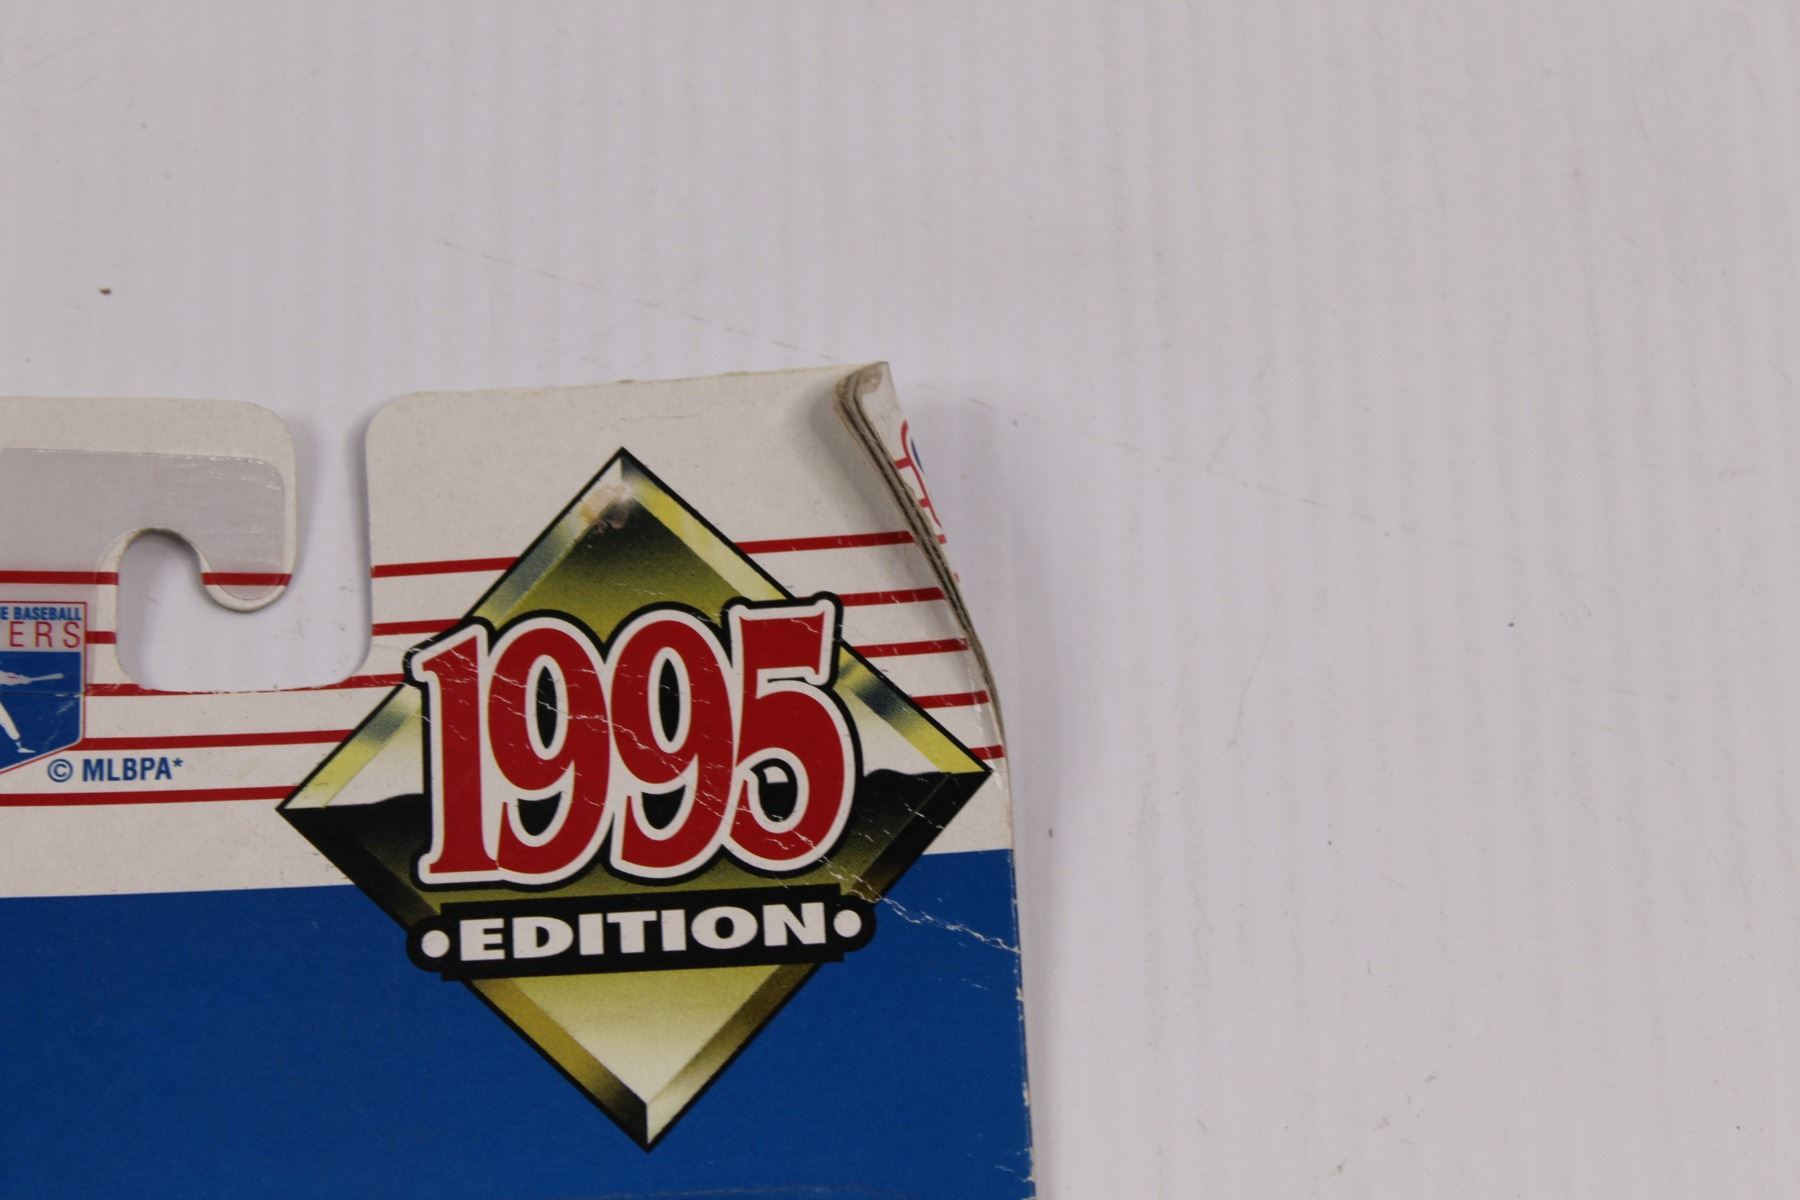 BASEBALL
ERS
© MLBPA*
1995
•EDITION•